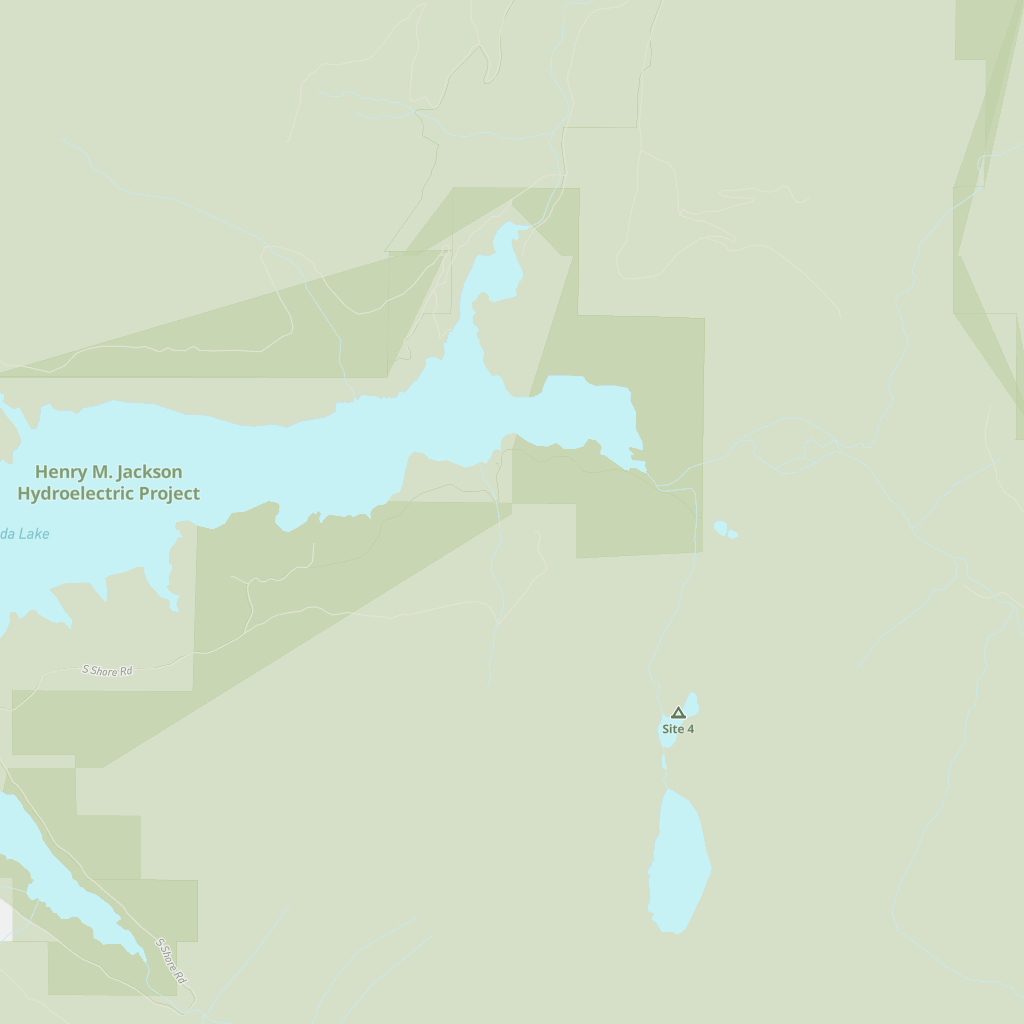 Henry M. Jackson
Hydroelectric Project
da Lake
S Shore Rd
Site 4
S Shore Rd